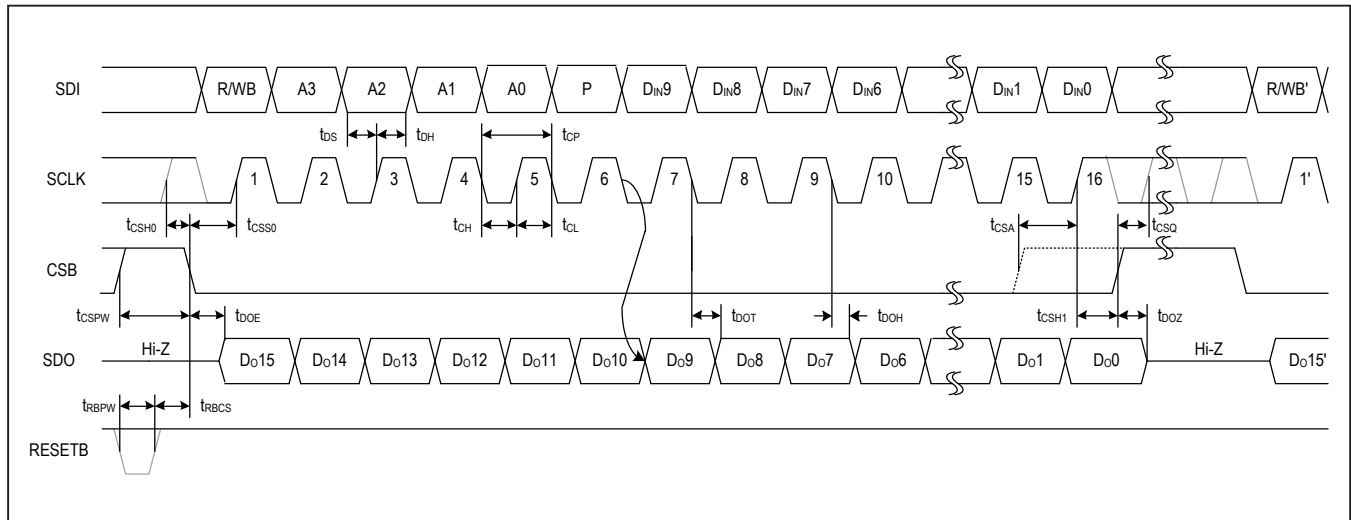 SDI R/WB A3 A2 A1 A0 P DIN9 DIN8 DIN7 DIN6 DIN1 DIN0 R/WB'
tDS tDH tCP
SCLK 1 2 3 4 5 6 7 8 9 10 15 16 1'
tCSH0 tCSS0 tCH tCL tCSA tCSQ
CSB
tCSPW tDOE tDOT tDOH tCSH1 tDOZ
SDO Hi-Z DO15 DO14 DO13 DO12 DO11 DO10 DO9 DO8 DO7 DO6 DO1 DO0 Hi-Z DO15'
tRBPW tRBCS
RESETB